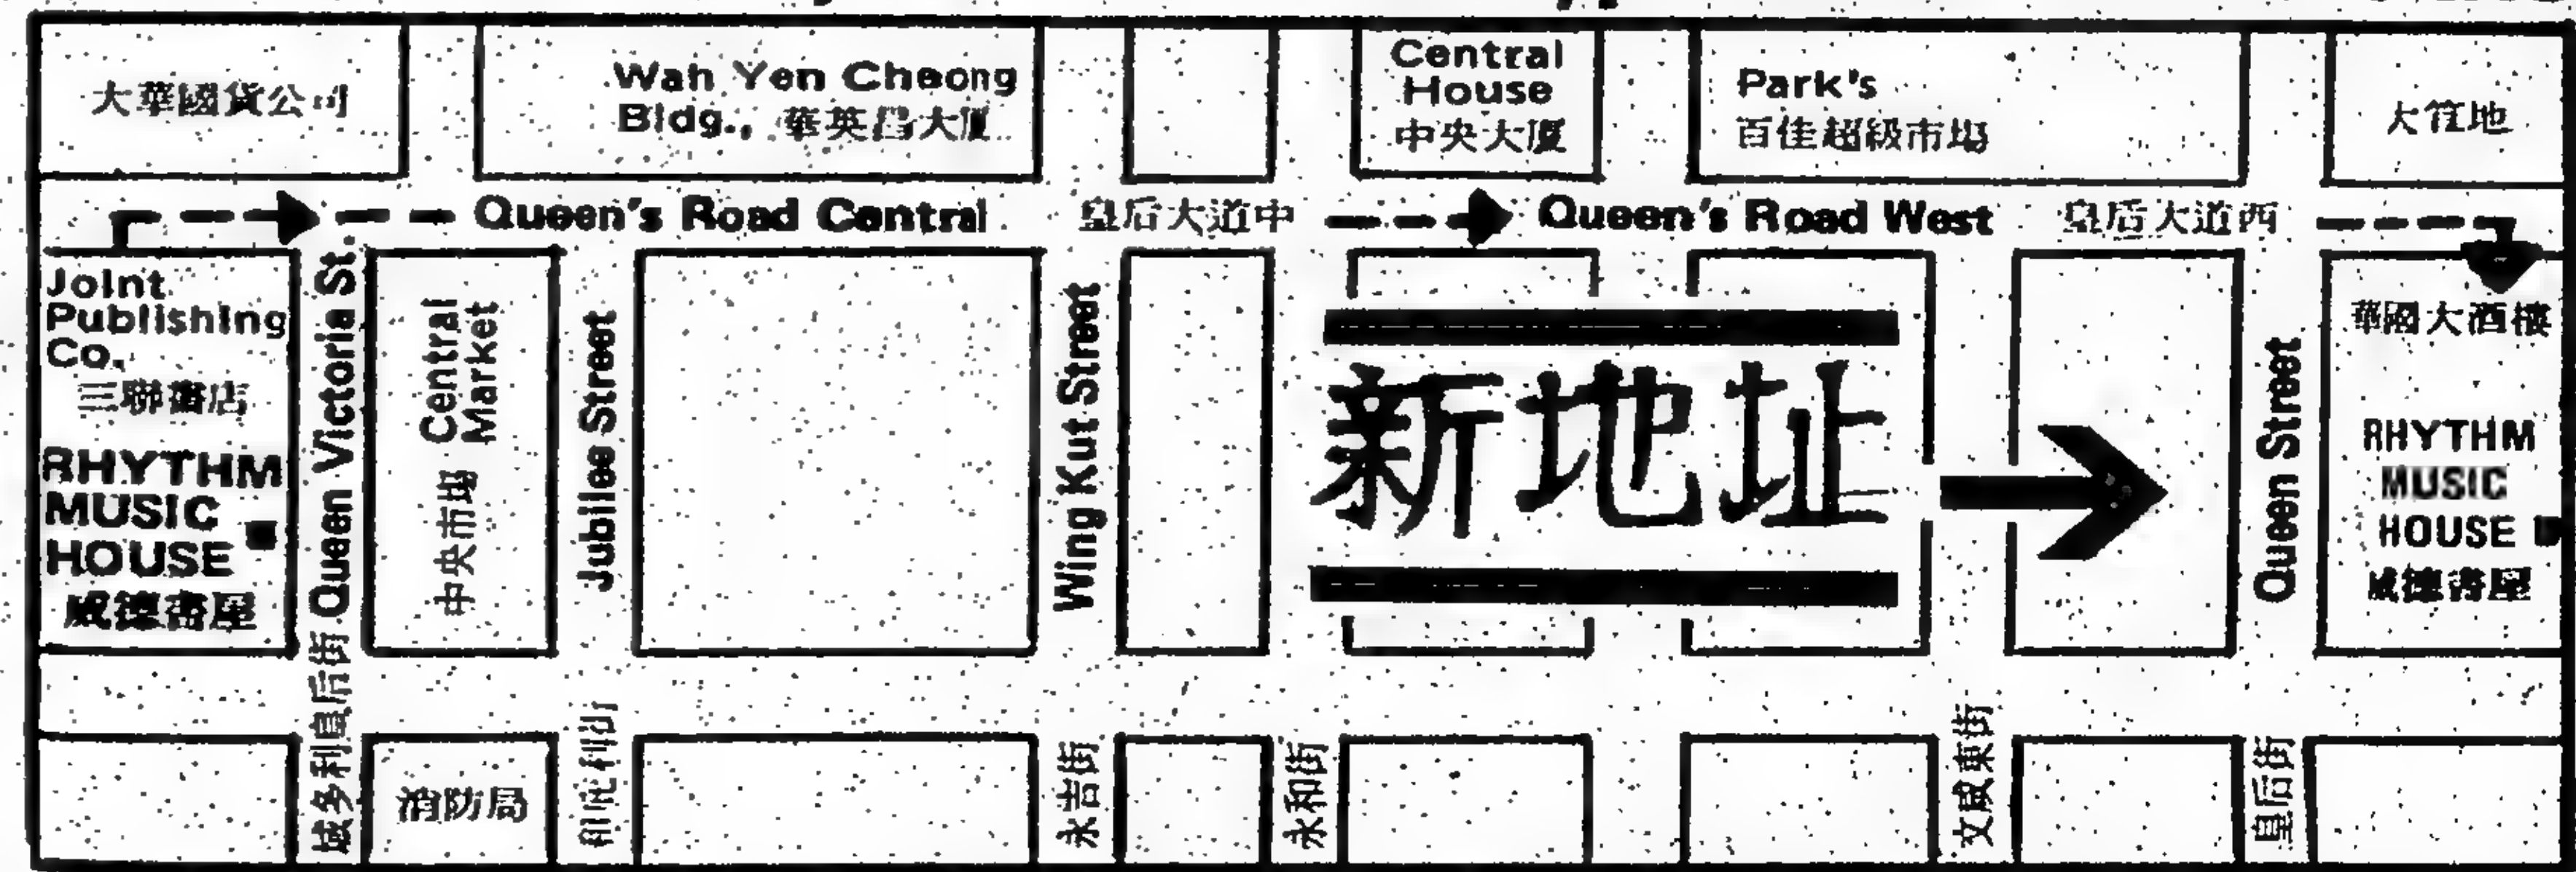 大華國貨公司
Wah Yen Cheong
Bldg., 華英昌大厦
Central
House
中央大厦
Park's
百佳超級市場
大笪地
Queen's Road Central 皇后大道中
Queen's Road West 皇后大道西
Joint
Publishing
Co.
三聯書店
RHYTHM
MUSIC
HOUSE
威德書屋
Queen Victoria St.
域多利皇后街
Central
Market
中央市場
Jubilee Street
Wing Kut Street
新地址
Queen Street
華國大酒樓
RHYTHM
MUSIC
HOUSE
威德書屋
消防局
永吉街
永和街
文咸東街
皇后街